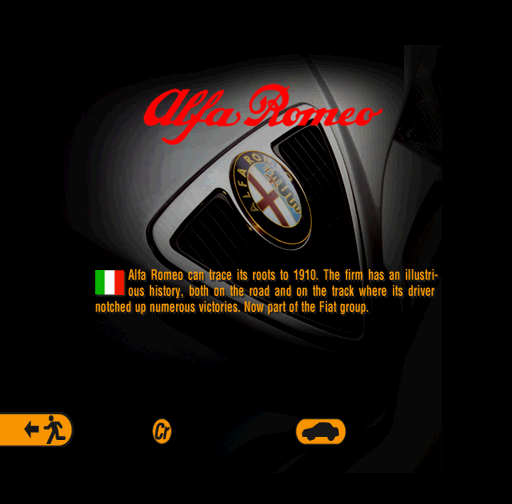 Alfa Romeo
ALFA ROMEO
Alfa Romeo can trace its roots to 1910. The firm has an illustri-
ous history, both on the road and on the track where its driver
notched up numerous victories. Now part of the Fiat group.
Cr